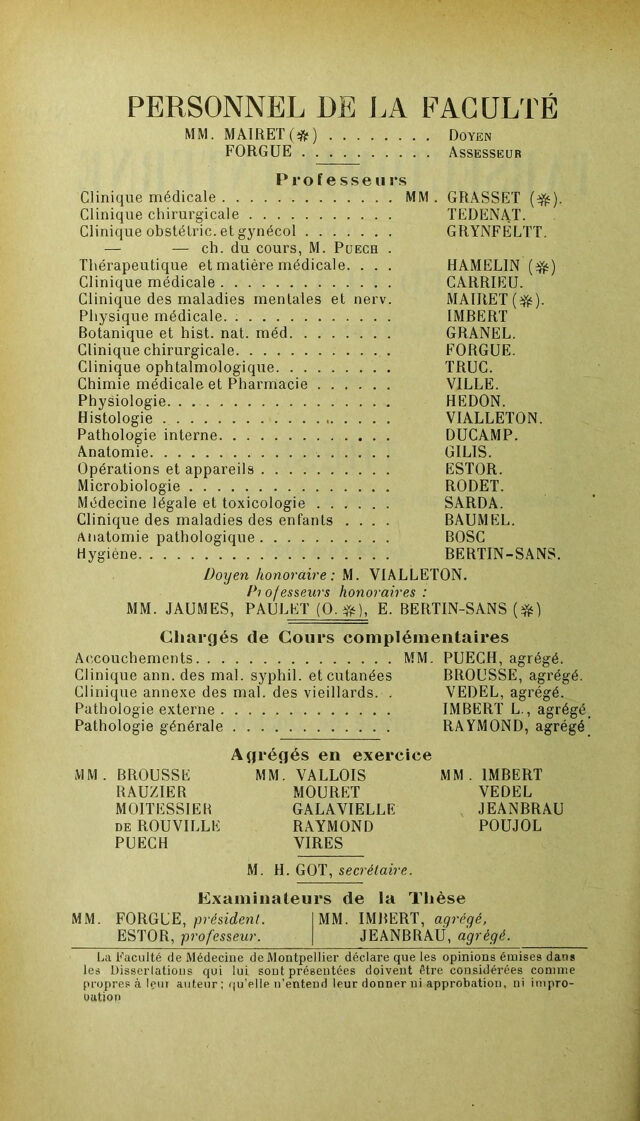 PERSONNEL DE LA FACULTÉ
MM. MAIRET (✻) . . . . . . . . DOYEN
FORGUE . . . . . . . . . . ASSESSEUR
Professeurs
Clinique médicale . . . . . . . . . . . . . MM. GRASSET (✻).
Clinique chirurgicale . . . . . . . . . . . TEDENAT.
Clinique obstétric. et gynécol . . . . . . . GRYNFELTT.
— — ch. du cours, M. PUECH .
Thérapeutique et matière médicale. . . . HAMELIN (✻)
Clinique médicale . . . . . . . . . . . . . CARRIEU.
Clinique des maladies mentales et nerv. MAIRET (✻).
Physique médicale. . . . . . . . . . . . . IMBERT
Botanique et hist. nat. méd. . . . . . . . GRANEL.
Clinique chirurgicale. . . . . . . . . . . . FORGUE.
Clinique ophtalmologique. . . . . . . . . TRUC.
Chimie médicale et Pharmacie . . . . . . VILLE.
Physiologie. . . . . . . . . . . . . . . . . HEDON.
Histologie . . . . . . . . . . . . . . . . . VIALLETON.
Pathologie interne. . . . . . . . . . . . . DUCAMP.
Anatomie. . . . . . . . . . . . . . . . . . GILIS.
Opérations et appareils . . . . . . . . . . ESTOR.
Microbiologie . . . . . . . . . . . . . . . RODET.
Médecine légale et toxicologie . . . . . . SARDA.
Clinique des maladies des enfants . . . . BAUMEL.
Anatomie pathologique . . . . . . . . . . BOSC
Hygiène. . . . . . . . . . . . . . . . . . . BERTIN-SANS.
Doyen honoraire : M. VIALLETON.
Professeurs honoraires :
MM. JAUMES, PAULET (O. ✻), E. BERTIN-SANS (✻)
Chargés de Cours complémentaires
Accouchements. . . . . . . . . . . . . . . MM. PUECH, agrégé.
Clinique ann. des mal. syphil. et cutanées BROUSSE, agrégé.
Clinique annexe des mal. des vieillards. . VEDEL, agrégé.
Pathologie externe . . . . . . . . . . . . . IMBERT L., agrégé.
Pathologie générale . . . . . . . . . . . . RAYMOND, agrégé.
Agrégés en exercice
MM. BROUSSE MM. VALLOIS MM. IMBERT
RAUZIER MOURET VEDEL
MOITESSIER GALAVIELLE JEANBRAU
DE ROUVILLE RAYMOND POUJOL
PUECH VIRES
M. H. GOT, secrétaire.
Examinateurs de la Thèse
MM. FORGUE, président. MM. IMBERT, agrégé,
ESTOR, professeur. JEANBRAU, agrégé.
La Faculté de Médecine de Montpellier déclare que les opinions émises dans
les Dissertations qui lui sont présentées doivent être considérées comme
propres à leur auteur ; qu'elle n'entend leur donner ni approbation, ni impro-
bation